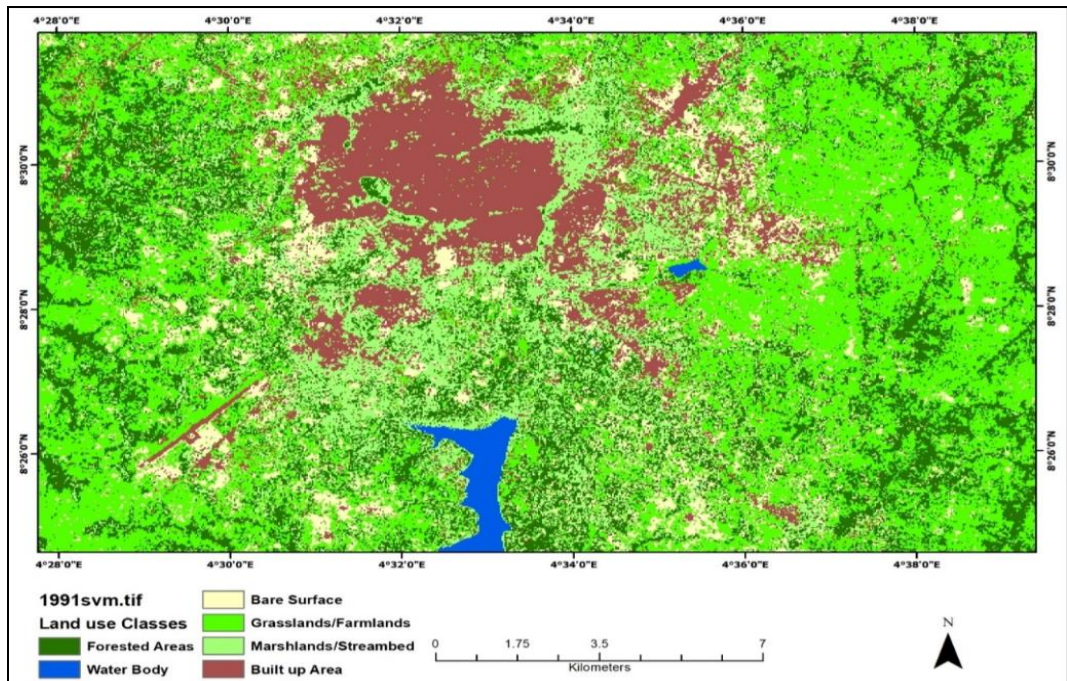 4°28'0"E 4°30'0"E 4°32'0"E 4°34'0"E 4°36'0"E 4°38'0"E
8°30'0"N 8°30'0"N
8°28'0"N 8°28'0"N
8°26'0"N 8°26'0"N
4°28'0"E 4°30'0"E 4°32'0"E 4°34'0"E 4°36'0"E 4°38'0"E
1991svm.tif
Land use Classes
Forested Areas
Water Body
Bare Surface
Grasslands/Farmlands
Marshlands/Streambed
Built up Area
0 1.75 3.5 7
Kilometers
N